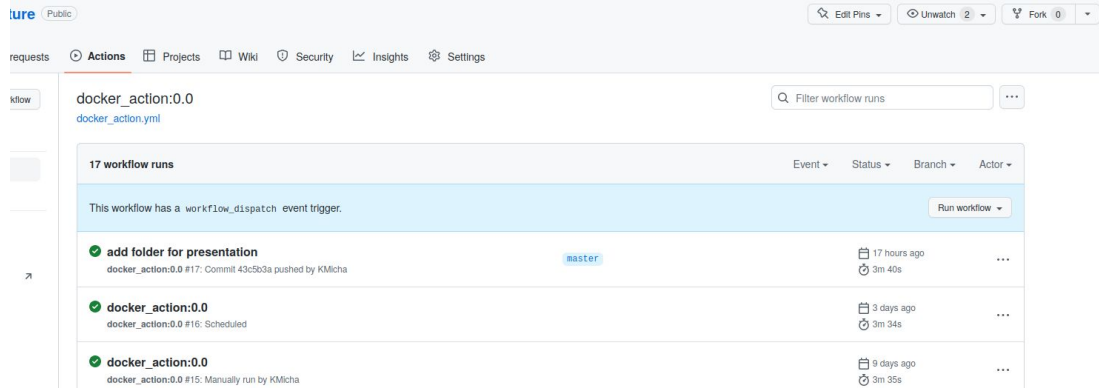 ture Public Edit Pins Unwatch 2 Fork 0
requests Actions Projects Wiki Security Insights Settings
kflow docker_action:0.0 Filter workflow runs
docker_action.yml
17 workflow runs Event Status Branch Actor
This workflow has a workflow_dispatch event trigger. Run workflow
add folder for presentation master 17 hours ago
docker_action:0.0 #17: Commit 43c5b3a pushed by KMicha 3m 40s
docker_action:0.0 3 days ago
docker_action:0.0 #16: Scheduled 3m 34s
docker_action:0.0 9 days ago
docker_action:0.0 #15: Manually run by KMicha 3m 35s